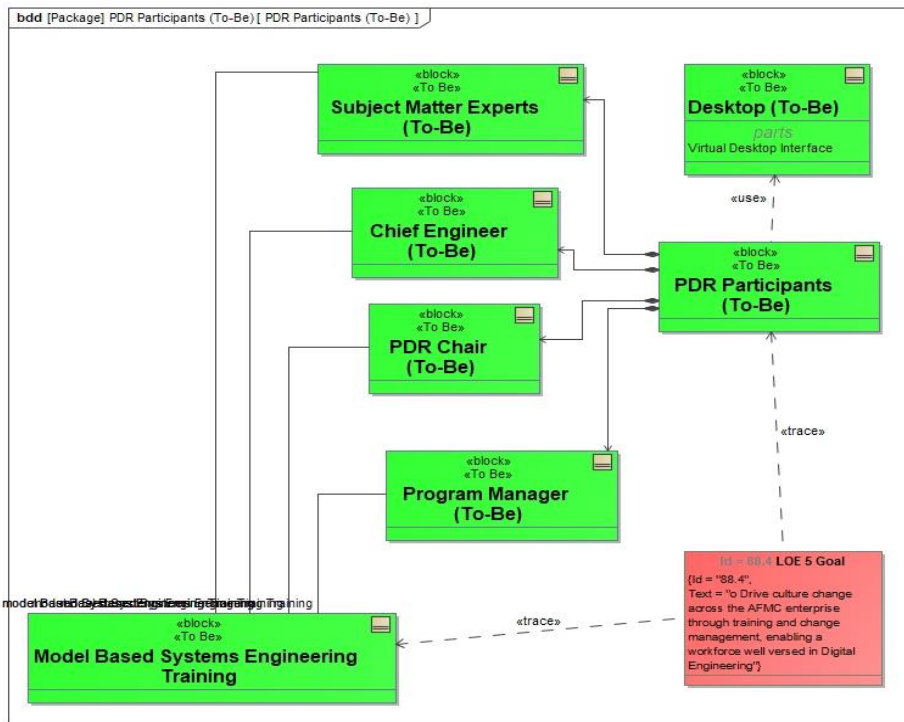 bdd [Package] PDR Participants (To-Be) [ PDR Participants (To-Be) ]
«block»
«To Be»
Subject Matter Experts
(To-Be)
«block»
«To Be»
Desktop (To-Be)
parts
Virtual Desktop Interface
«use»
«block»
«To Be»
Chief Engineer
(To-Be)
«block»
«To Be»
PDR Participants
(To-Be)
«block»
«To Be»
PDR Chair
(To-Be)
«trace»
«block»
«To Be»
Program Manager
(To-Be)
Id = 88.4 LOE 5 Goal
{Id = "88.4",
Text = "o Drive culture change
across the AFMC enterprise
through training and change
management, enabling a
workforce well versed in Digital
Engineering"}
«trace»
«block»
«To Be»
Model Based Systems Engineering
Training